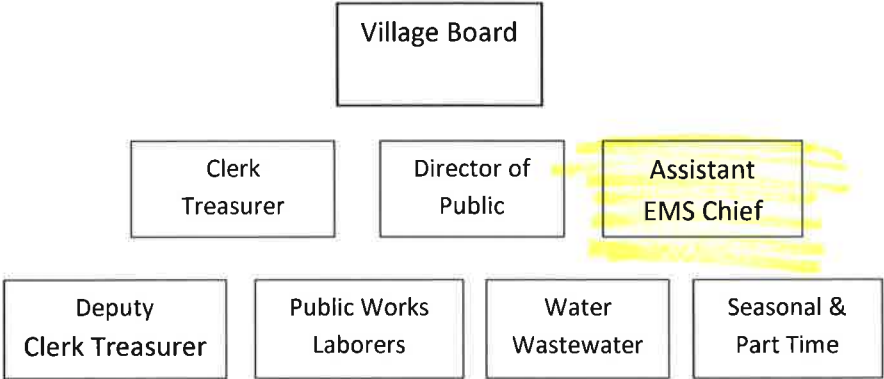 Village Board
Clerk
Treasurer
Director of
Public
Assistant
EMS Chief
Deputy
Clerk Treasurer
Public Works
Laborers
Water
Wastewater
Seasonal &
Part Time